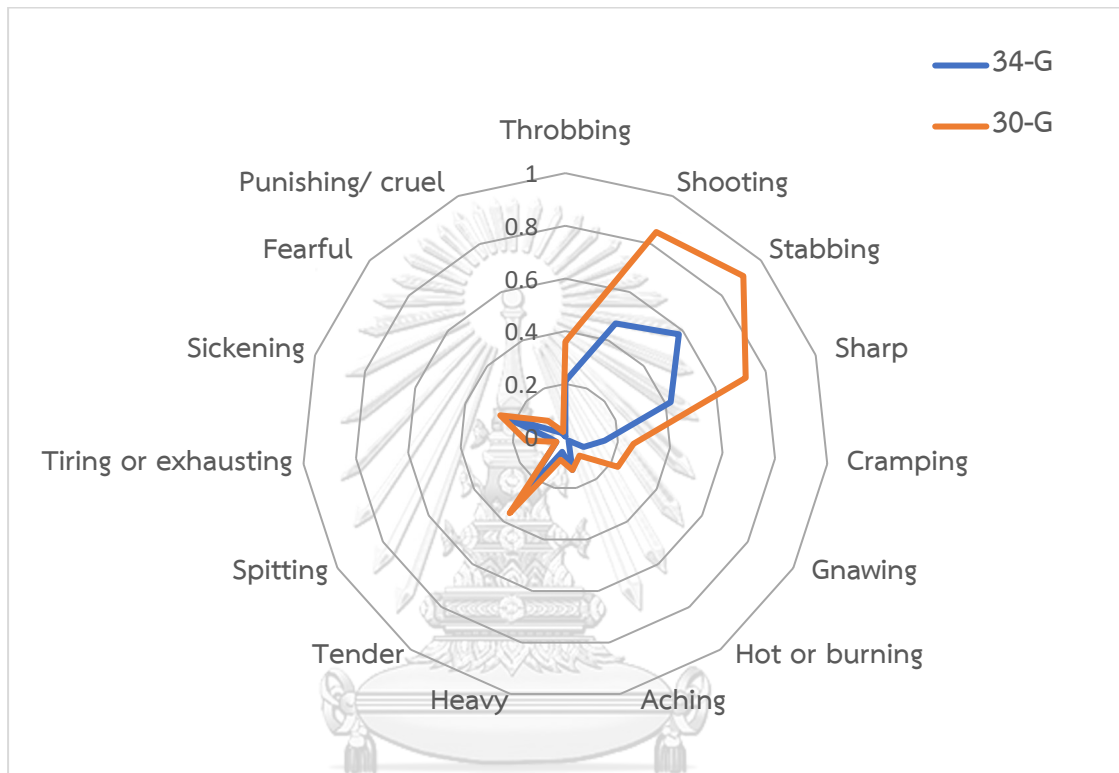 34-G
30-G
Throbbing
Punishing/ cruel
Shooting
Fearful
Stabbing
Sickening
Sharp
Tiring or exhausting
Cramping
Spitting
Gnawing
Tender
Hot or burning
Heavy
Aching
1
0.8
0.6
0.4
0.2
0